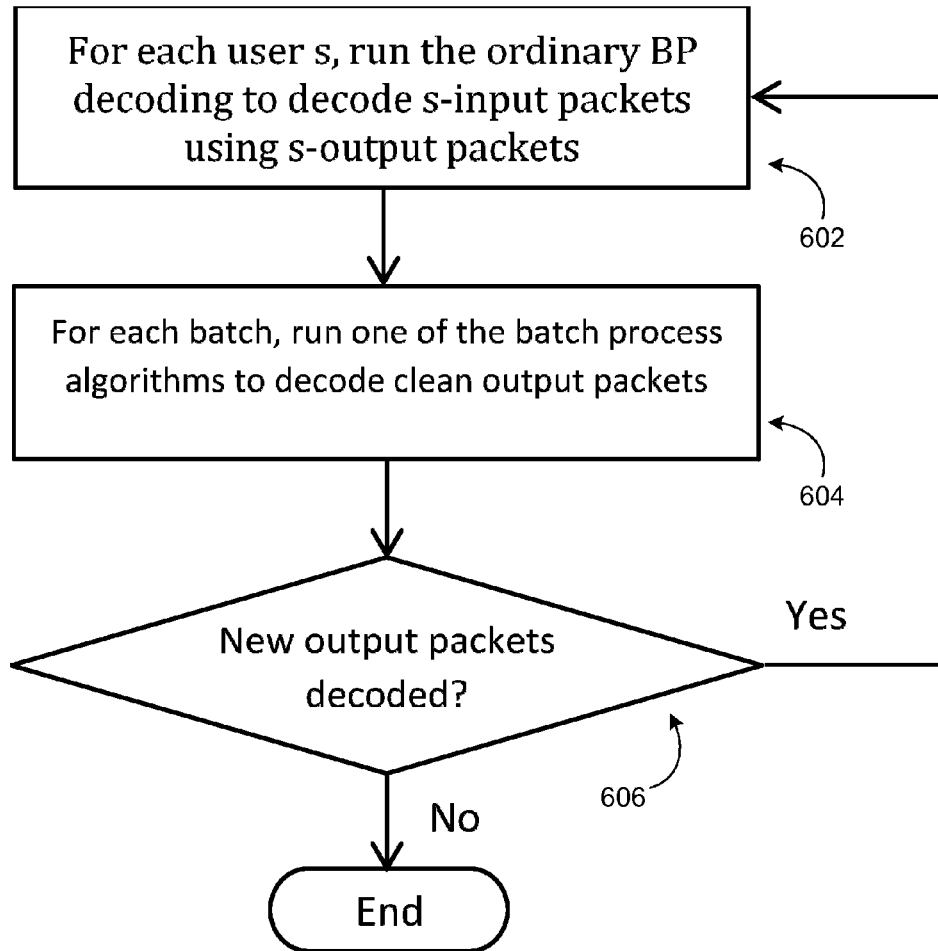 For each user s, run the ordinary BP
decoding to decode s-input packets
using s-output packets
602
For each batch, run one of the batch process
algorithms to decode clean output packets
604
New output packets
decoded?
Yes
606
No
End